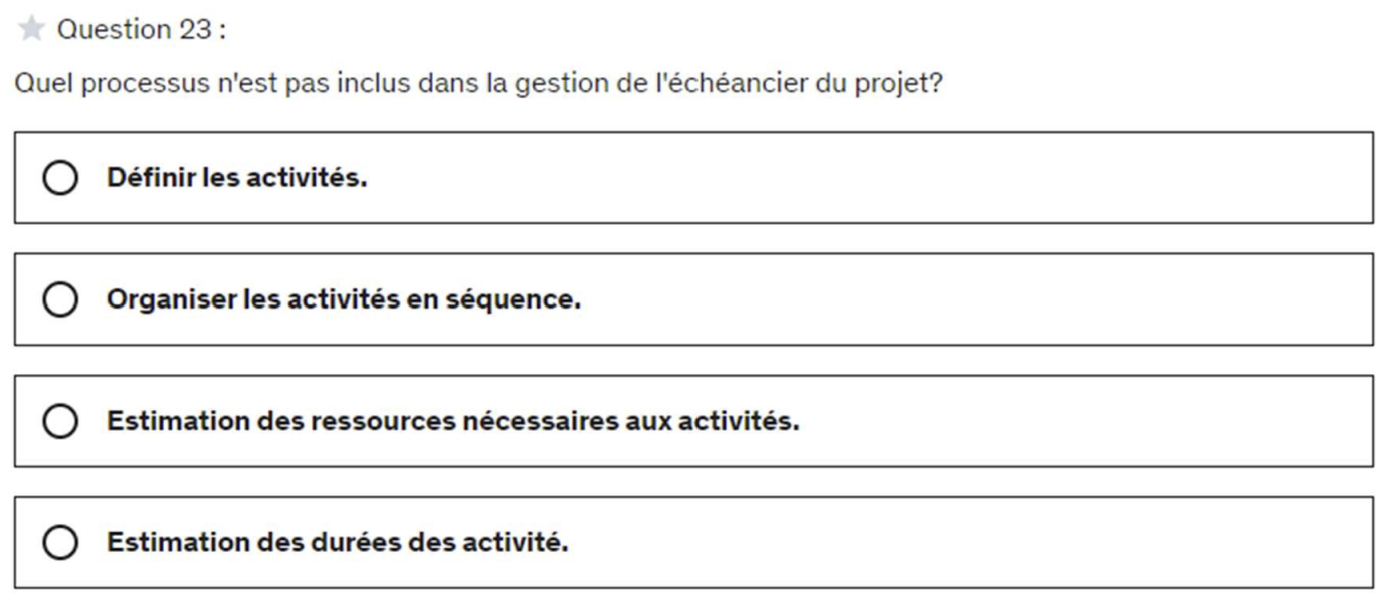 Question 23 :
Quel processus n'est pas inclus dans la gestion de l'échéancier du projet?
Définir les activités.
Organiser les activités en séquence.
Estimation des ressources nécessaires aux activités.
Estimation des durées des activité.